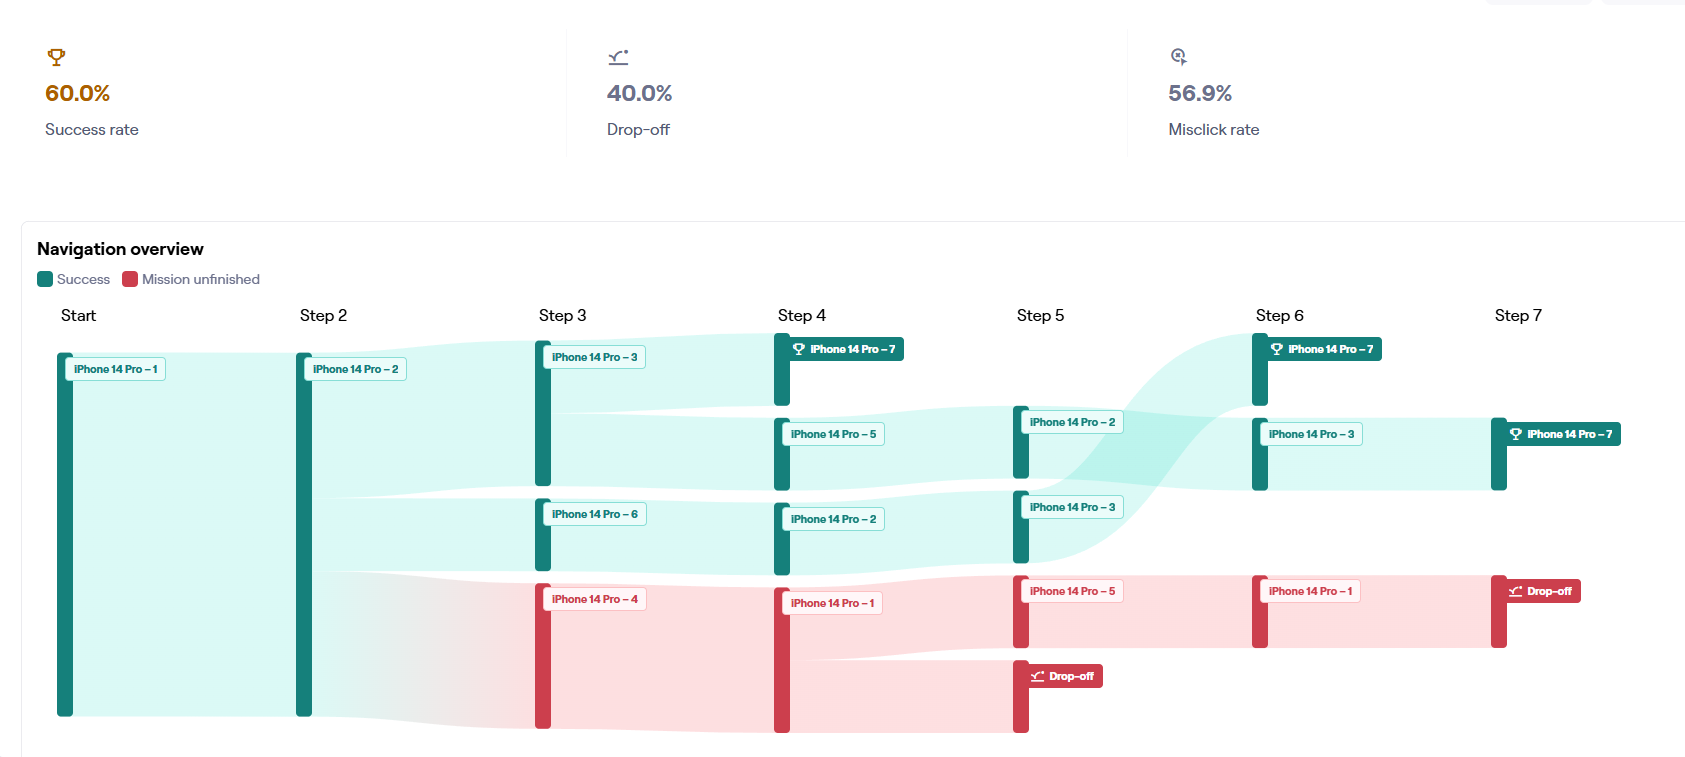 60.0%
Success rate
40.0%
Drop-off
56.9%
Misclick rate
Navigation overview
Success
Mission unfinished
Start
Step 2
Step 3
Step 4
Step 5
Step 6
Step 7
iPhone 14 Pro – 1
iPhone 14 Pro – 2
iPhone 14 Pro – 3
iPhone 14 Pro – 6
iPhone 14 Pro – 4
iPhone 14 Pro – 7
iPhone 14 Pro – 5
iPhone 14 Pro – 2
iPhone 14 Pro – 1
iPhone 14 Pro – 2
iPhone 14 Pro – 3
iPhone 14 Pro – 5
Drop-off
iPhone 14 Pro – 7
iPhone 14 Pro – 3
iPhone 14 Pro – 1
iPhone 14 Pro – 7
Drop-off